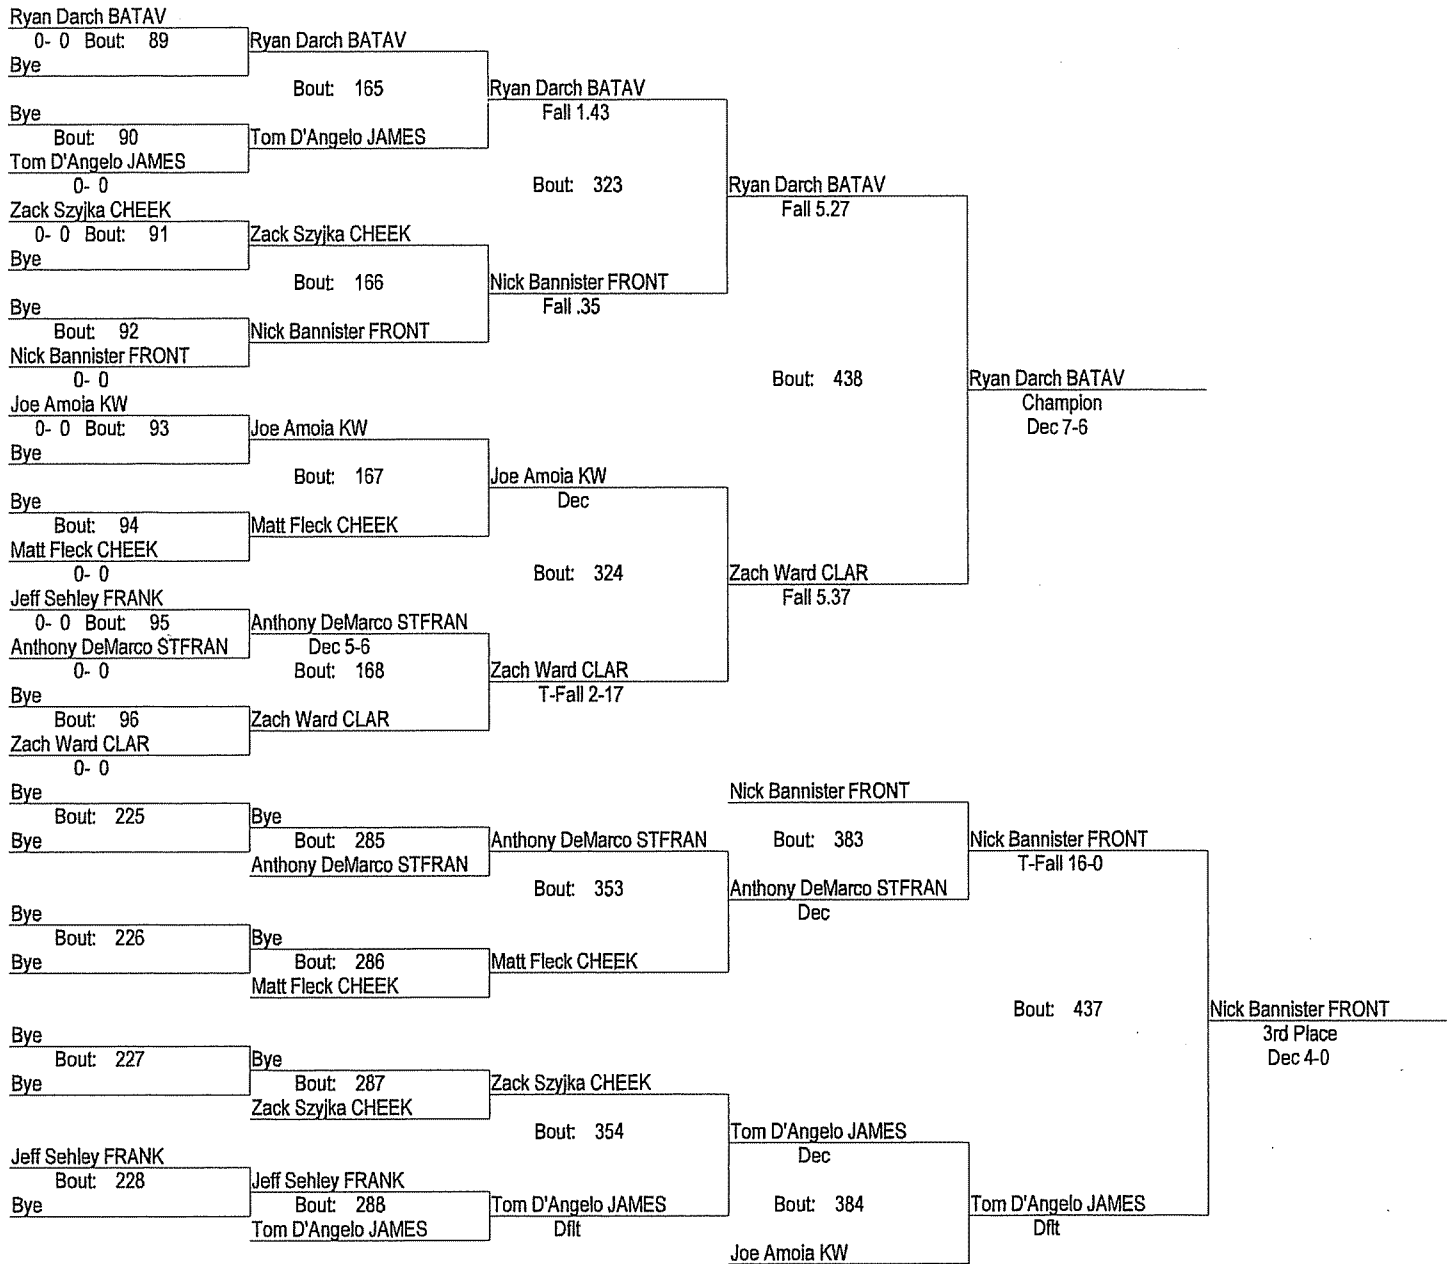 Ryan Darch BATAV
0- 0 Bout: 89
Bye
Ryan Darch BATAV
Bout: 165
Bye
Bout: 90
Tom D'Angelo JAMES
0- 0
Tom D'Angelo JAMES
Ryan Darch BATAV
Fall 1.43
Bout: 323
Zack Szyjka CHEEK
0- 0 Bout: 91
Bye
Zack Szyjka CHEEK
Bout: 166
Bye
Bout: 92
Nick Bannister FRONT
0- 0
Nick Bannister FRONT
Nick Bannister FRONT
Fall .35
Ryan Darch BATAV
Fall 5.27
Bout: 438
Joe Amoia KW
0- 0 Bout: 93
Bye
Joe Amoia KW
Bout: 167
Bye
Bout: 94
Matt Fleck CHEEK
0- 0
Matt Fleck CHEEK
Joe Amoia KW
Dec
Bout: 324
Jeff Sehley FRANK
0- 0 Bout: 95
Anthony DeMarco STFRAN
0- 0
Anthony DeMarco STFRAN
Dec 5-6
Bout: 168
Bye
Bout: 96
Zach Ward CLAR
0- 0
Zach Ward CLAR
Zach Ward CLAR
T-Fall 2-17
Zach Ward CLAR
Fall 5.37
Ryan Darch BATAV
Champion
Dec 7-6
Bye
Bout: 225
Bye
Bye
Bout: 285
Anthony DeMarco STFRAN
Anthony DeMarco STFRAN
Bout: 353
Bye
Bout: 226
Bye
Bye
Bout: 286
Matt Fleck CHEEK
Matt Fleck CHEEK
Nick Bannister FRONT
Bout: 383
Anthony DeMarco STFRAN
Dec
Nick Bannister FRONT
T-Fall 16-0
Bout: 437
Bye
Bout: 227
Bye
Bye
Bout: 287
Zack Szyjka CHEEK
Zack Szyjka CHEEK
Bout: 354
Jeff Sehley FRANK
Bout: 228
Bye
Jeff Sehley FRANK
Bout: 288
Tom D'Angelo JAMES
Tom D'Angelo JAMES
Dflt
Tom D'Angelo JAMES
Dec
Bout: 384
Joe Amoia KW
Tom D'Angelo JAMES
Dflt
Nick Bannister FRONT
3rd Place
Dec 4-0